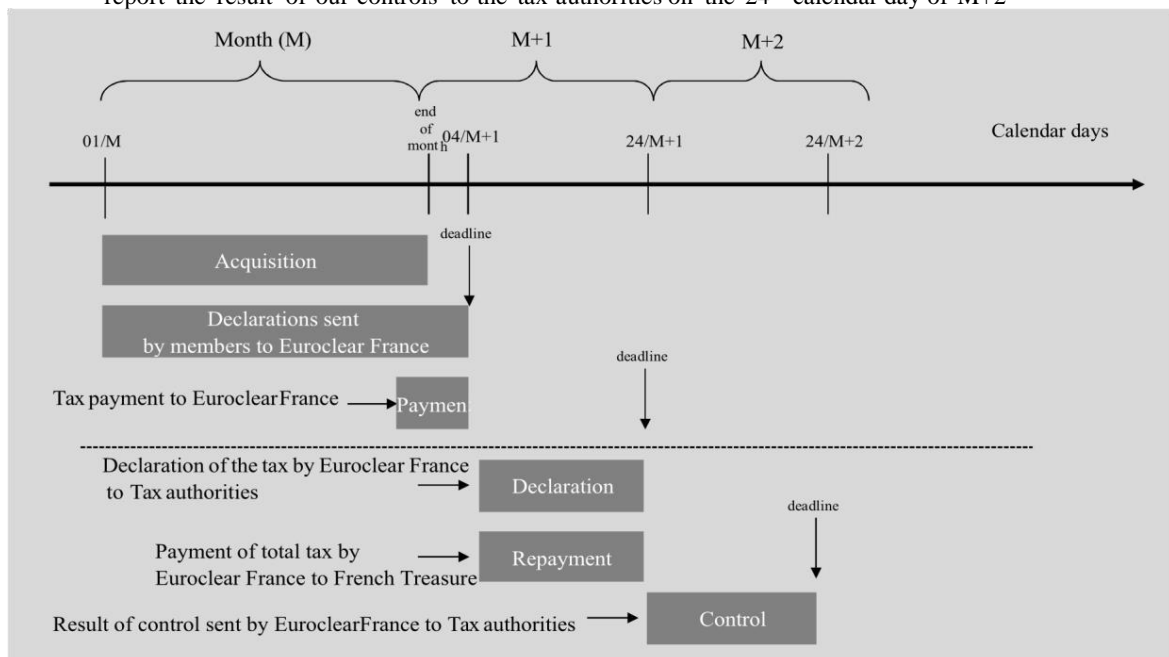 report the result of our controls to the tax authorities on the 24 calendar day of M+2
Month (M)
M+1
M+2
end
of
month
01/M
04/M+1
24/M+1
24/M+2
Calendar days
deadline
Acquisition
Declarations sent
by members to Euroclear France
deadline
Tax payment to EuroclearFrance
Paymen
Declaration of the tax by Euroclear France
to Tax authorities
Declaration
deadline
Payment of total tax by
Euroclear France to French Treasure
Repayment
Result of control sent by EuroclearFrance to Tax authorities
Control